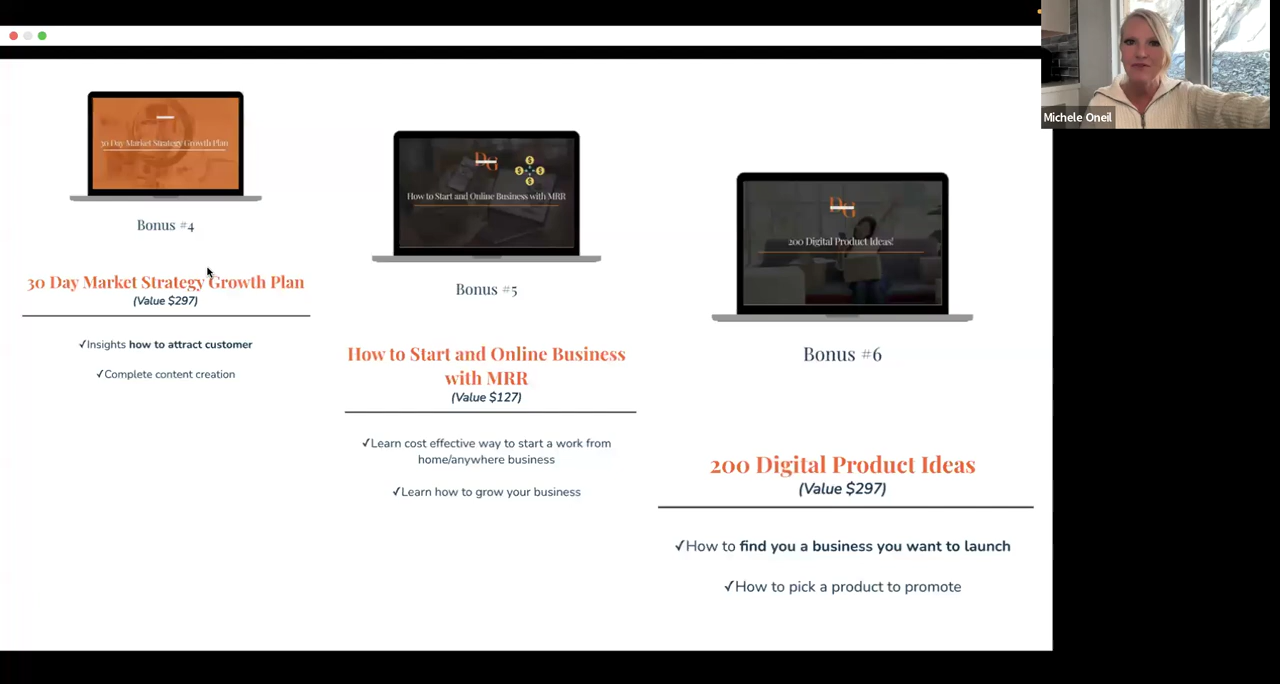 Michele Oneil
30 Day Market Strategy Growth Plan
Bonus #4
30 Day Market Strategy Growth Plan
(Value $297)
✓Insights how to attract customer
✓Complete content creation
DG
How to Start and Online Business with MRR
Bonus #5
How to Start and Online Business
with MRR
(Value $127)
✓Learn cost effective way to start a work from
home/anywhere business
✓Learn how to grow your business
DG
200 Digital Product Ideas!
Bonus #6
200 Digital Product Ideas
(Value $297)
✓How to find you a business you want to launch
✓How to pick a product to promote